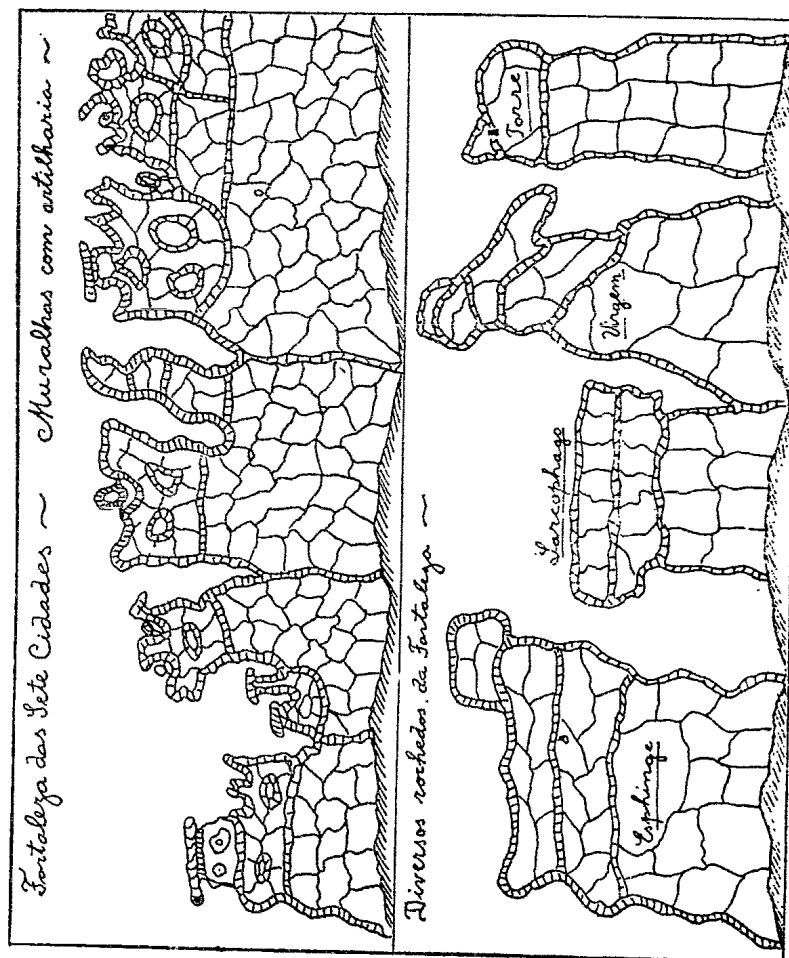 Fortaleza das Sete Cidades ~ Muralhas com artilharia ~
Diversos rochedos da Fortaleza ~
Esphinge
Sarcophago
Virgem
Torre